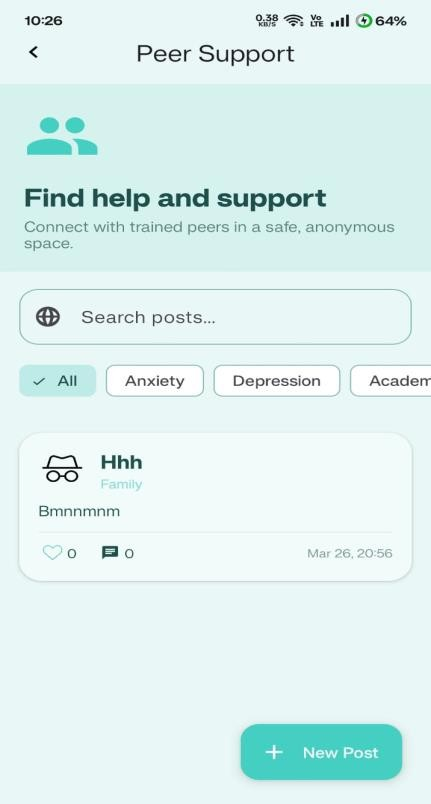 10:26
0.38 KB/S Vo LTE 64%
Peer Support
Find help and support
Connect with trained peers in a safe, anonymous
space.
Search posts...
All Anxiety Depression Academ
Hhh
Family
Bmnnmnm
0 0 Mar 26, 20:56
New Post